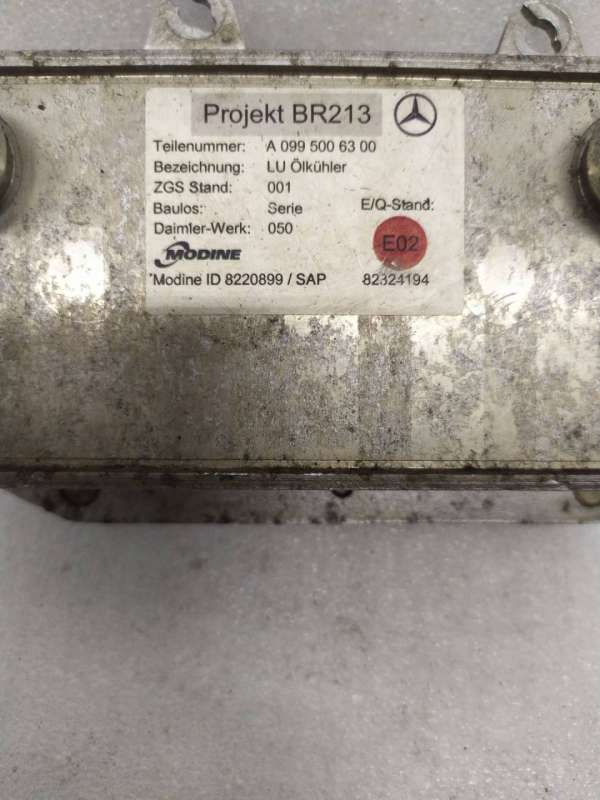 Projekt BR213
Teilenummer: A 099 500 63 00
Bezeichnung: LU Ölkühler
ZGS Stand: 001
Baulos: Serie E/Q-Stand:
Daimler-Werk: 050 E02
MODINE
Modine ID 8220899 / SAP 82324194